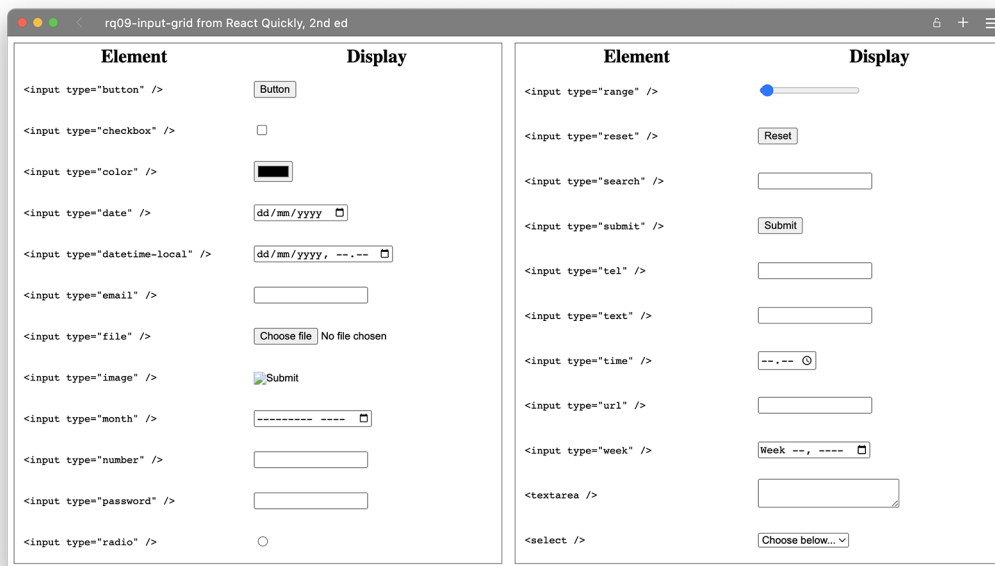 rq09-input-grid from React Quickly, 2nd ed
Element Display
<input type="button" /> Button
<input type="checkbox" />
<input type="color" />
<input type="date" /> dd/mm/yyyy
<input type="datetime-local" /> dd/mm/yyyy, --.--
<input type="email" />
<input type="file" /> Choose file No file chosen
<input type="image" /> Submit
<input type="month" /> --------- ----
<input type="number" />
<input type="password" />
<input type="radio" />
Element Display
<input type="range" />
<input type="reset" /> Reset
<input type="search" />
<input type="submit" /> Submit
<input type="tel" />
<input type="text" />
<input type="time" /> --.--
<input type="url" />
<input type="week" /> Week --, ----
<textarea />
<select /> Choose below...